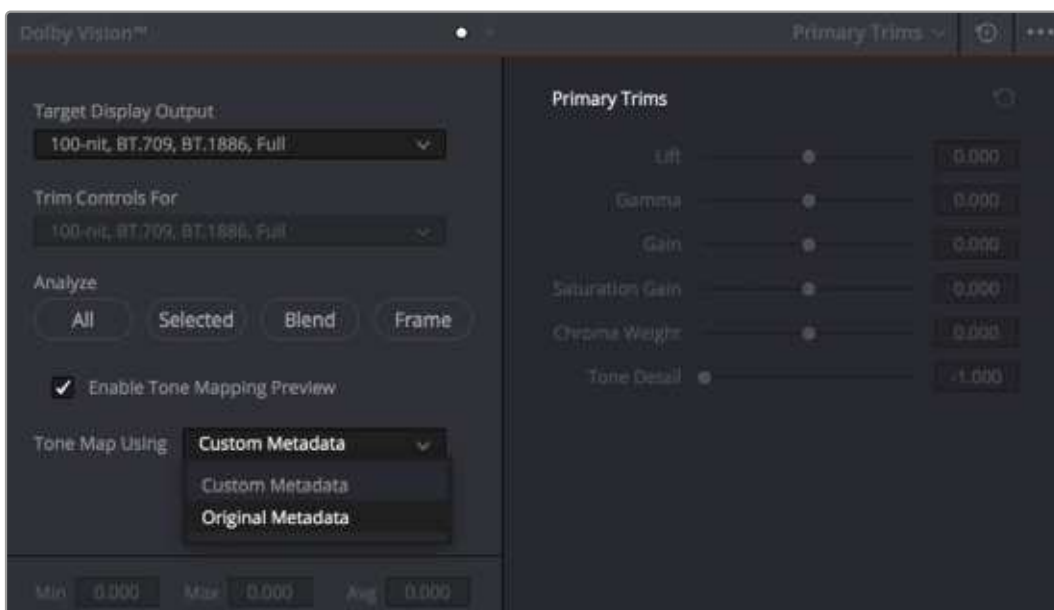 Dolby Vision™
Primary Trims
Target Display Output
100-nit, BT.709, BT.1886, Full
Trim Controls For
100-nit, BT.709, BT.1886, Full
Analyze
All Selected Blend Frame
Enable Tone Mapping Preview
Tone Map Using Custom Metadata
Custom Metadata
Original Metadata
Min 0.000 Max 0.000 Avg 0.000
Primary Trims
Lift 0.000
Gamma 0.000
Gain 0.000
Saturation Gain 0.000
Chroma Weight 0.000
Tone Detail -1.000